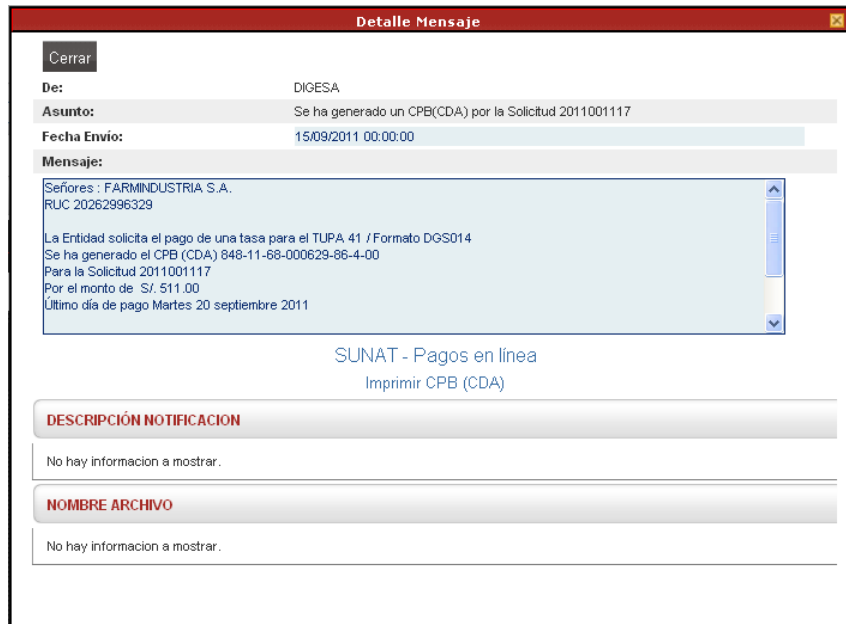 Detalle Mensaje
Cerrar
De: DIGESA
Asunto: Se ha generado un CPB(CDA) por la Solicitud 2011001117
Fecha Envío: 15/09/2011 00:00:00
Mensaje:
Señores : FARMINDUSTRIA S.A.
RUC 20262996329
La Entidad solicita el pago de una tasa para el TUPA 41 / Formato DGS014
Se ha generado el CPB (CDA) 848-11-68-000629-86-4-00
Para la Solicitud 2011001117
Por el monto de S/. 511.00
Último día de pago Martes 20 septiembre 2011
SUNAT - Pagos en línea
Imprimir CPB (CDA)
DESCRIPCIÓN NOTIFICACION
No hay informacion a mostrar.
NOMBRE ARCHIVO
No hay informacion a mostrar.